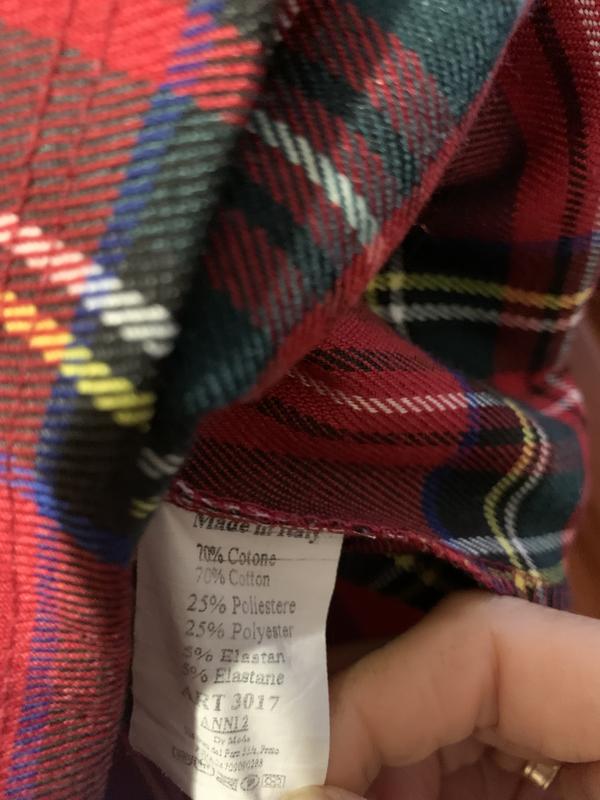 Made in Italy
70% Cotone
70% Cotton
25% Poliestere
25% Polyester
5% Elastan
5% Elastane
ART 3017
ANNI 2